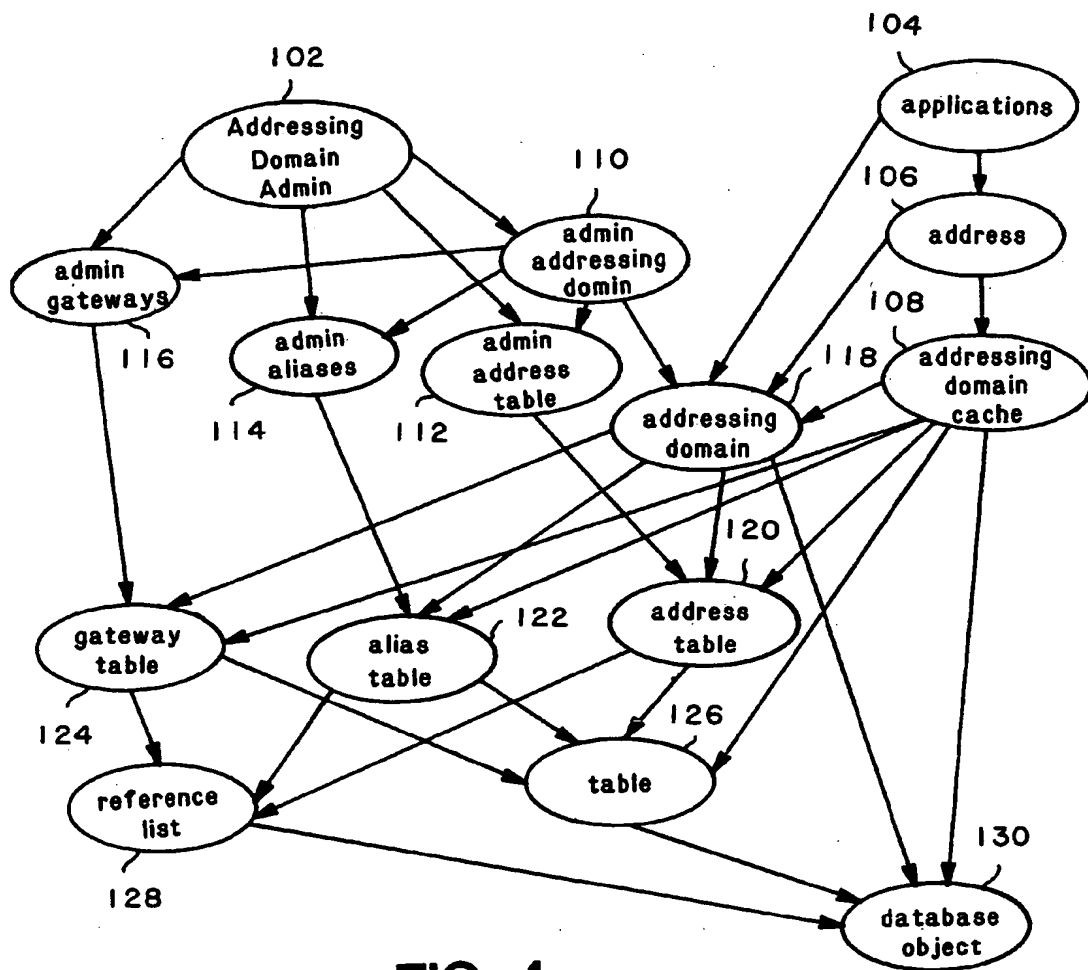 104
102
applications
Addressing
Domain
Admin
110
106
admin
addressing
domin
address
admin
gateways
108
116
admin
aliases
admin
address
table
118
addressing
domain
cache
114
112
addressing
domain
120
gateway
table
alias
table
122
address
table
124
126
reference
list
table
128
130
database
object
FIG. 4